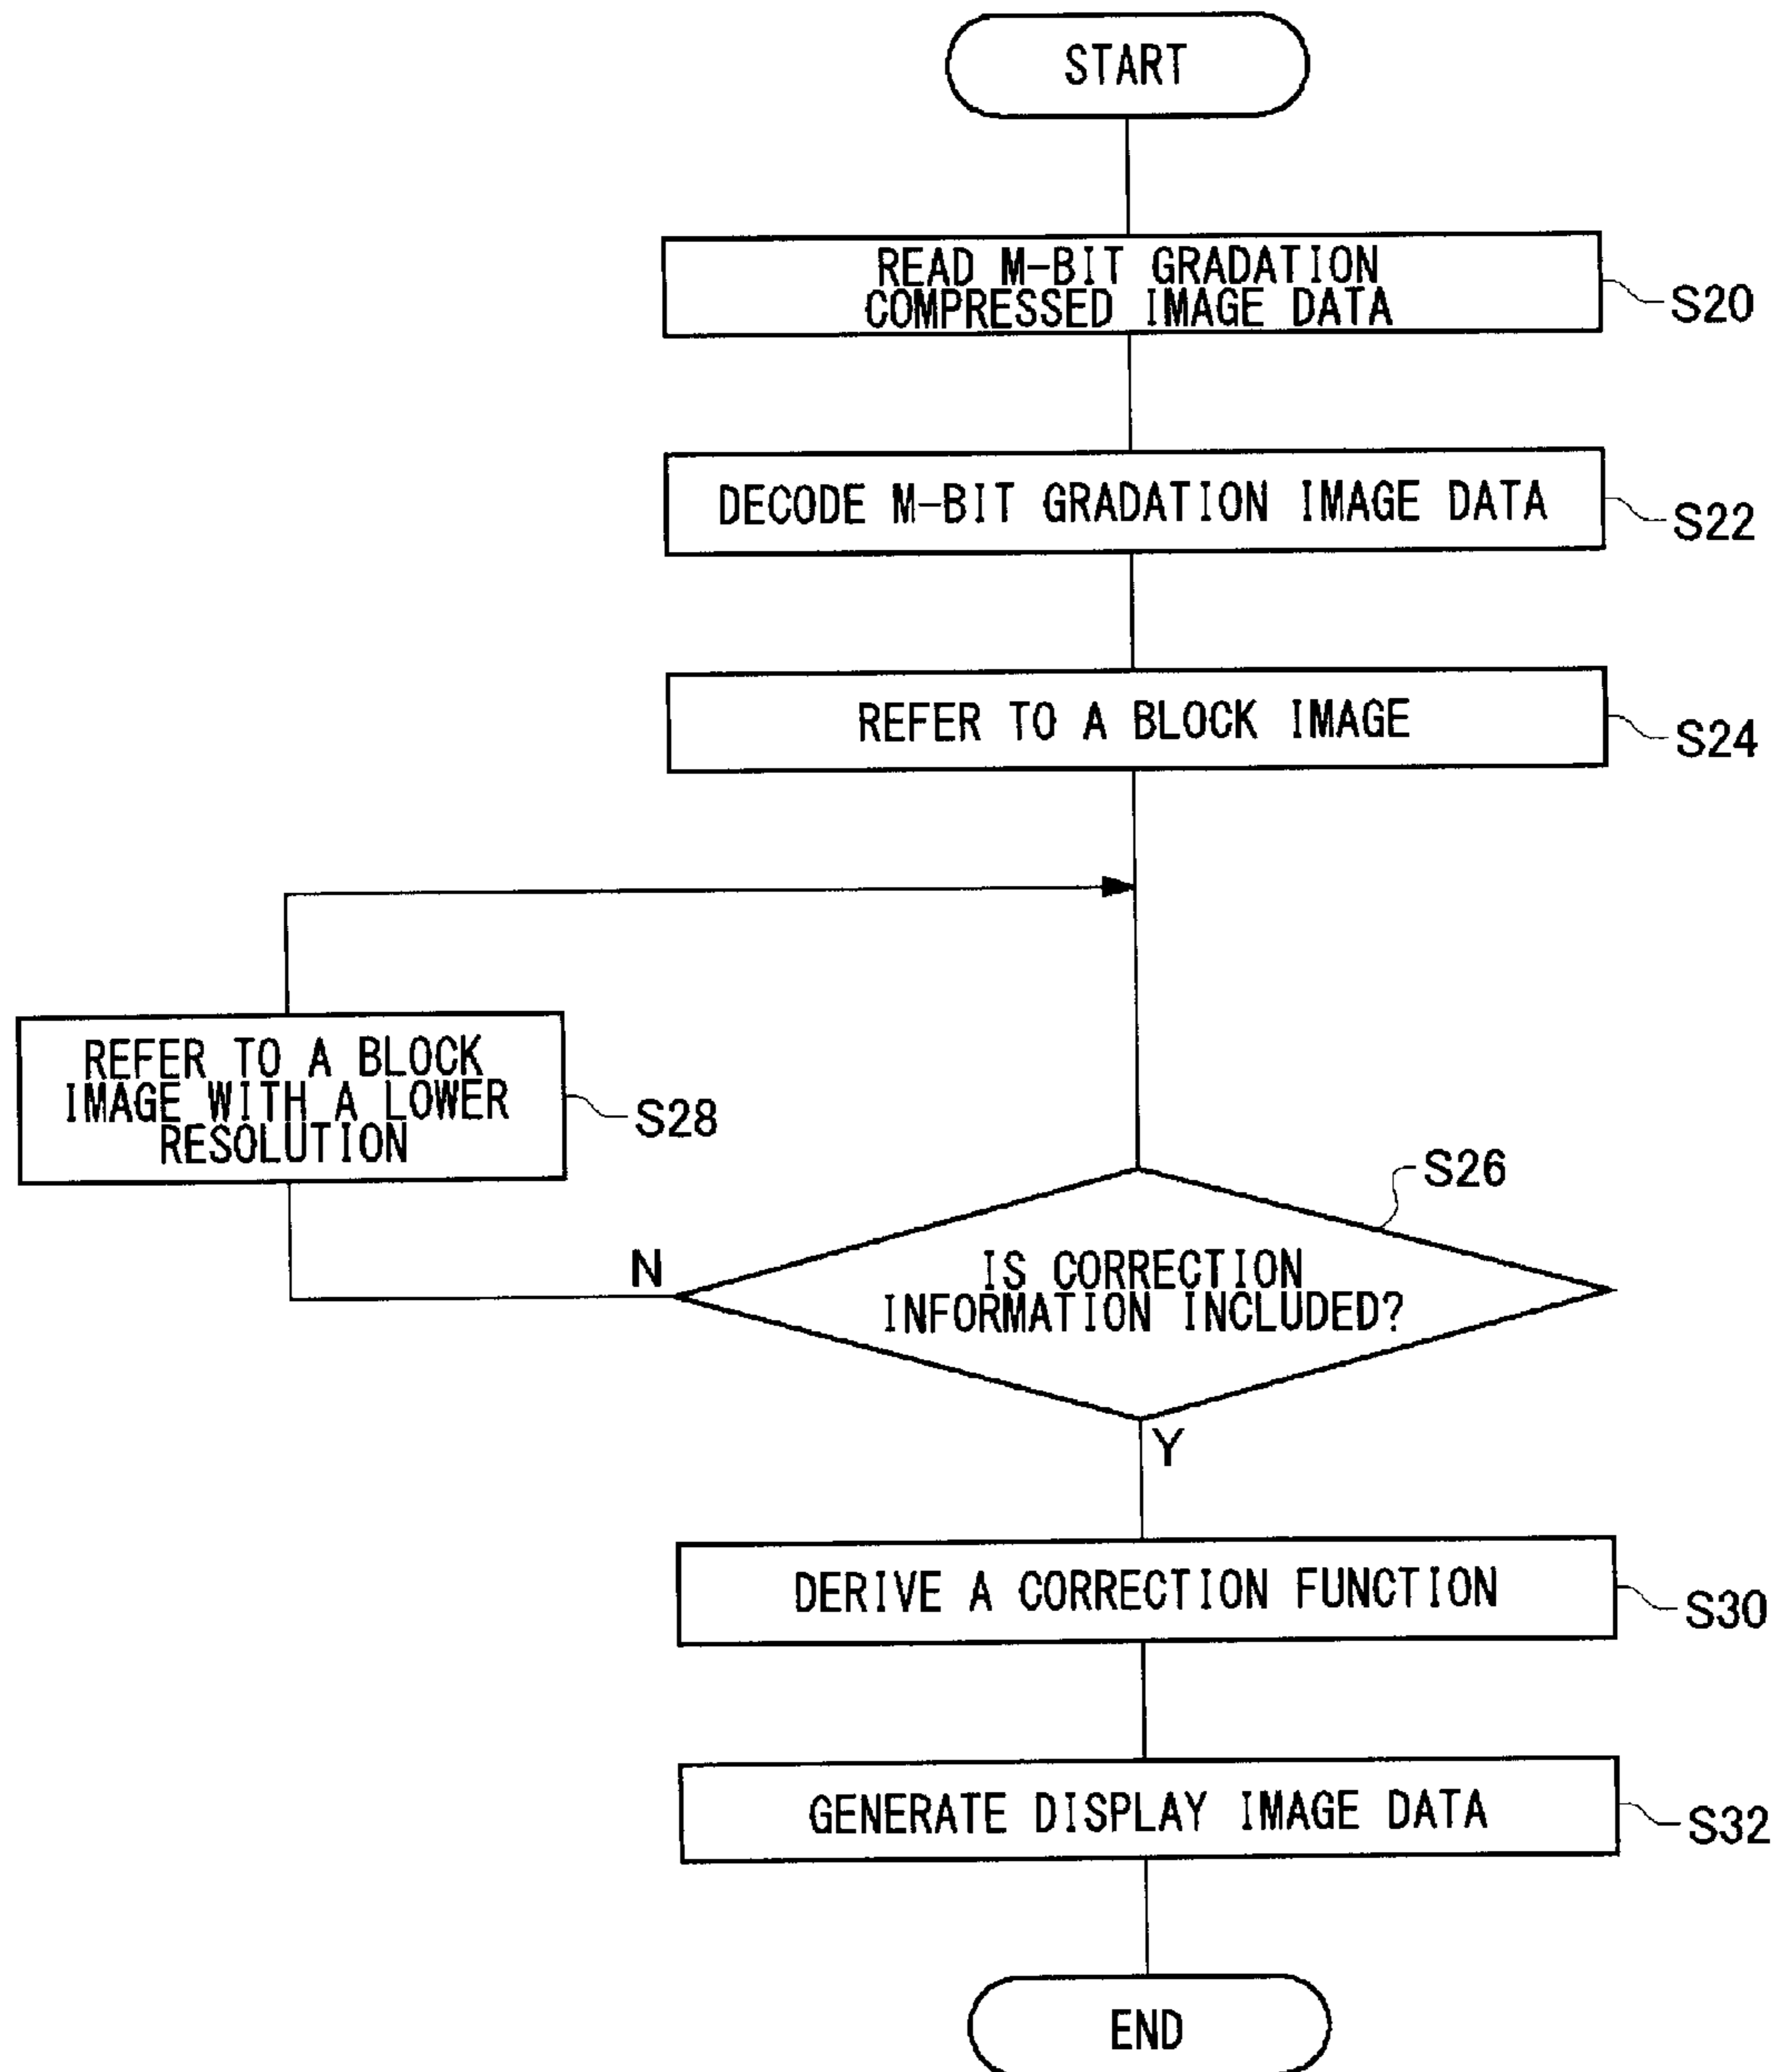 START
READ M-BIT GRADATION
COMPRESSED IMAGE DATA
S20
DECODE M-BIT GRADATION IMAGE DATA
S22
REFER TO A BLOCK IMAGE
S24
REFER TO A BLOCK
IMAGE WITH A LOWER
RESOLUTION
S28
S26
N
IS CORRECTION
INFORMATION INCLUDED?
Y
DERIVE A CORRECTION FUNCTION
S30
GENERATE DISPLAY IMAGE DATA
S32
END